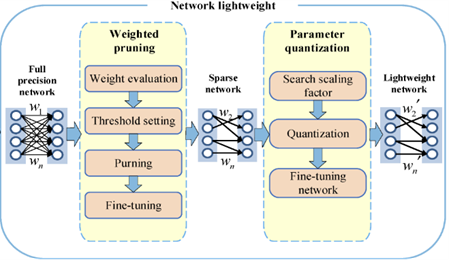 Network lightweight
Weighted
pruning
Parameter
quantization
Full
precision
network
w₁
wₙ
Weight evaluation
Threshold setting
Purning
Fine-tuning
Sparse
network
w₂
wₙ
Search scaling
factor
Quantization
Fine-tuning
network
Lightweight
network
w₂′
wₙ′